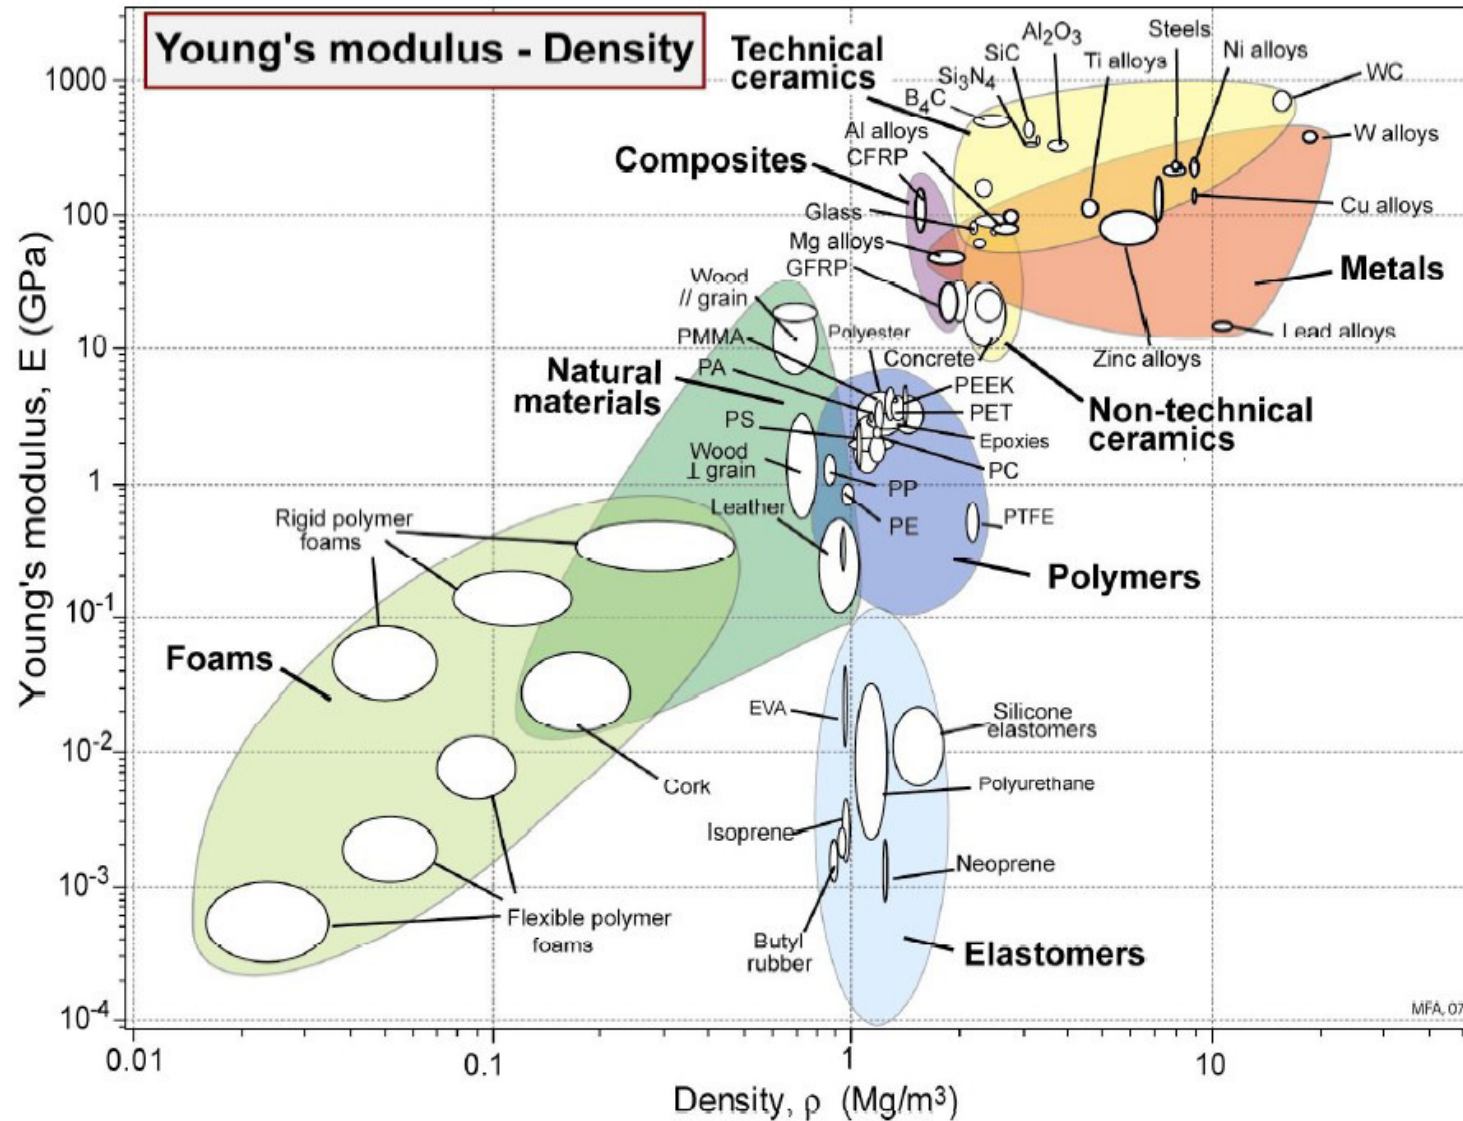 Young's modulus - Density
Technical
ceramics
Al2O3
Steels
SiC
Ti alloys
Ni alloys
Si3N4
WC
B4C
Al alloys
W alloys
CFRP
Composites
Glass
Cu alloys
Mg alloys
GFRP
Metals
Wood
// grain
PMMA
Polyester
Lead alloys
Concrete
Zinc alloys
Natural
materials
PA
PEEK
PET
Non-technical
ceramics
PS
Epoxies
Wood
⊥ grain
PC
PP
Leather
PE
PTFE
Rigid polymer
foams
Polymers
Foams
EVA
Silicone
elastomers
Cork
Polyurethane
Isoprene
Neoprene
Flexible polymer
foams
Butyl
rubber
Elastomers
MFA, 07
Young's modulus, E (GPa)
1000
100
10
1
10-1
10-2
10-3
10-4
0.01
0.1
1
10
Density, ρ (Mg/m3)